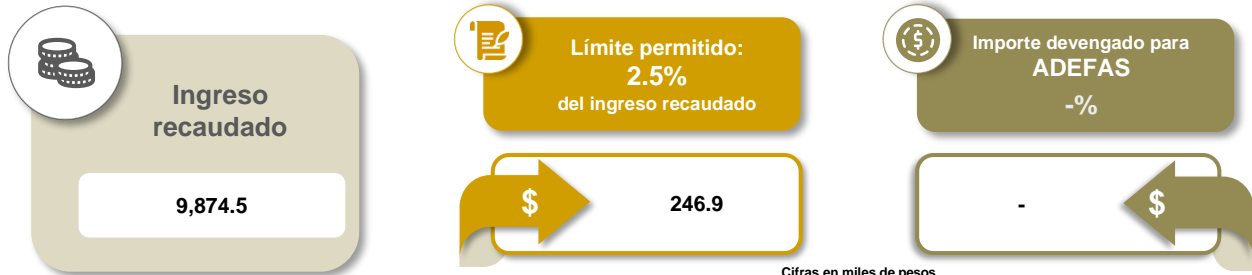 Ingreso
recaudado
9,874.5
Límite permitido:
2.5%
del ingreso recaudado
$
246.9
Importe devengado para
ADEFAS
-%
-
$
Cifras en miles de pesos